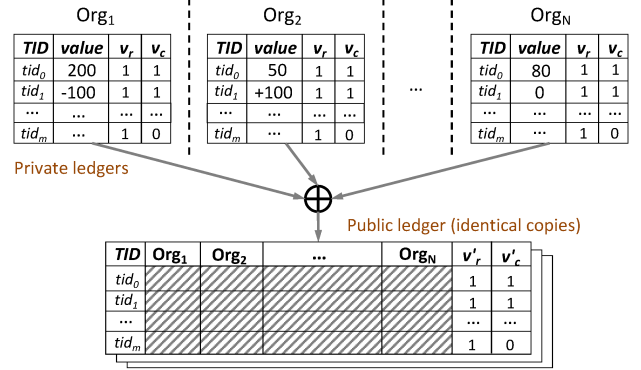 Org1 Org2 OrgN
TID value vr vc TID value vr vc TID value vr vc
tid0 200 1 1 tid0 50 1 1 tid0 80 1 1
tid1 -100 1 1 tid1 +100 1 1 ... tid1 0 1 1
... ... ... ... ... ... ... ... ... ... ... ...
tidm ... 1 0 tidm ... 1 0 tidm ... 1 0
Private ledgers
Public ledger (identical copies)
TID Org1 Org2 ... OrgN v'r v'c
tid0 1 1
tid1 1 1
... ... ...
tidm 1 0